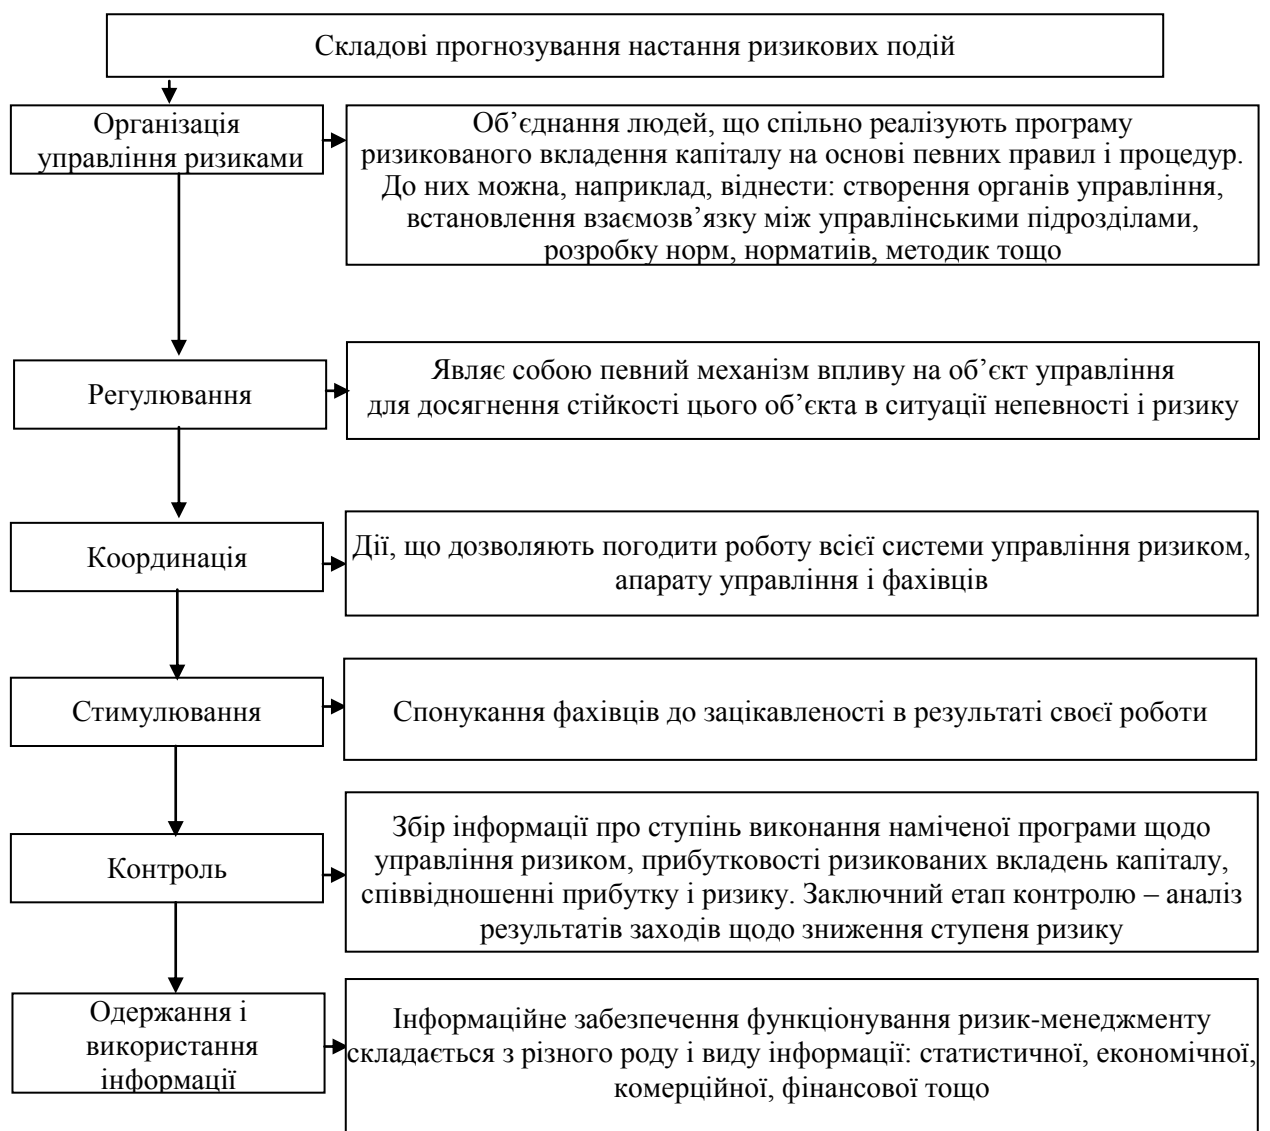 Складові прогнозування настання ризикових подій
Організація
управління ризиками
Об’єднання людей, що спільно реалізують програму
ризикованого вкладення капіталу на основі певних правил і процедур.
До них можна, наприклад, віднести: створення органів управління,
встановлення взаємозв’язку між управлінськими підрозділами,
розробку норм, норматиів, методик тощо
Регулювання
Являє собою певний механізм впливу на об’єкт управління
для досягнення стійкості цього об’єкта в ситуації непевності і ризику
Координація
Дії, що дозволяють погодити роботу всієї системи управління ризиком,
апарату управління і фахівців
Стимулювання
Спонукання фахівців до зацікавленості в результаті своєї роботи
Контроль
Збір інформації про ступінь виконання наміченої програми щодо
управління ризиком, прибутковості ризикованих вкладень капіталу,
співвідношенні прибутку і ризику. Заключний етап контролю – аналіз
результатів заходів щодо зниження ступеня ризику
Одержання і
використання
інформації
Інформаційне забезпечення функціонування ризик-менеджменту
складається з різного роду і виду інформації: статистичної, економічної,
комерційної, фінансової тощо